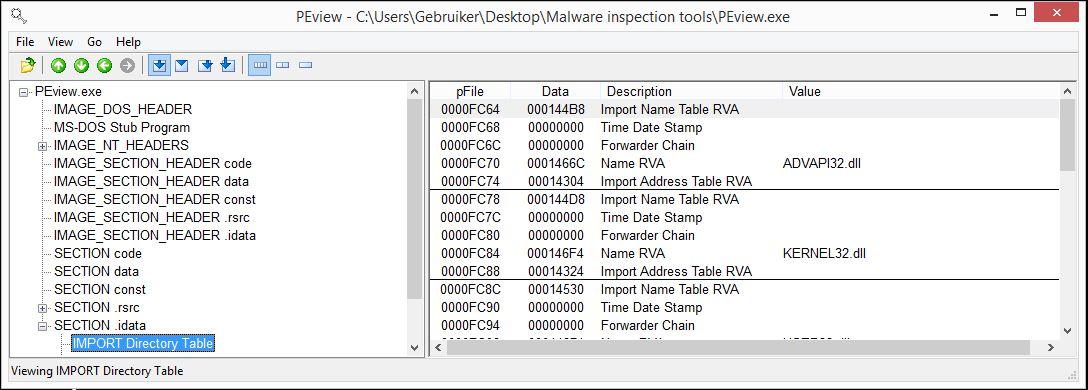 PEview - C:\Users\Gebruiker\Desktop\Malware inspection tools\PEview.exe
File View Go Help
PEview.exe
IMAGE_DOS_HEADER
MS-DOS Stub Program
IMAGE_NT_HEADERS
IMAGE_SECTION_HEADER code
IMAGE_SECTION_HEADER data
IMAGE_SECTION_HEADER const
IMAGE_SECTION_HEADER .rsrc
IMAGE_SECTION_HEADER .idata
SECTION code
SECTION data
SECTION const
SECTION .rsrc
SECTION .idata
IMPORT Directory Table
pFile Data Description Value
0000FC64 000144B8 Import Name Table RVA
0000FC68 00000000 Time Date Stamp
0000FC6C 00000000 Forwarder Chain
0000FC70 0001466C Name RVA ADVAPI32.dll
0000FC74 00014304 Import Address Table RVA
0000FC78 000144D8 Import Name Table RVA
0000FC7C 00000000 Time Date Stamp
0000FC80 00000000 Forwarder Chain
0000FC84 000146F4 Name RVA KERNEL32.dll
0000FC88 00014324 Import Address Table RVA
0000FC8C 00014530 Import Name Table RVA
0000FC90 00000000 Time Date Stamp
0000FC94 00000000 Forwarder Chain
Viewing IMPORT Directory Table